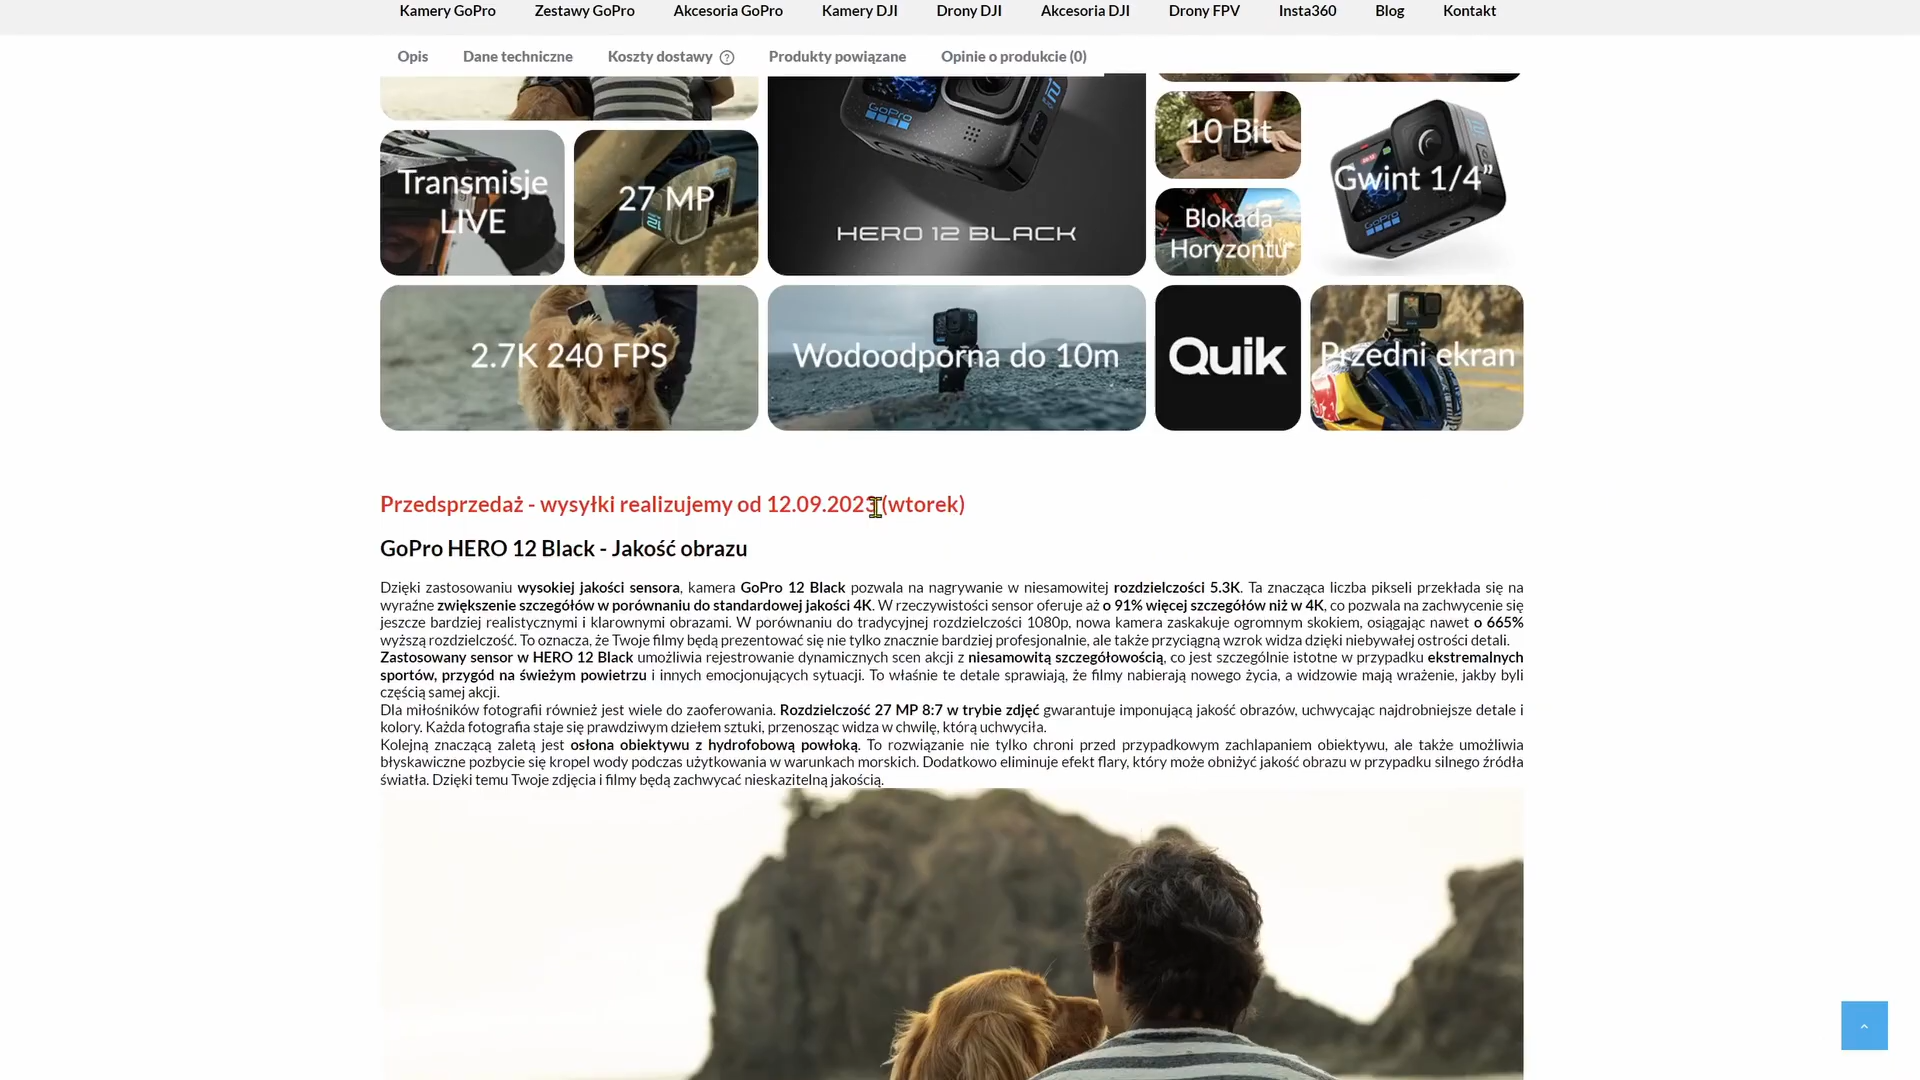 Kamery GoPro Zestawy GoPro Akcesoria GoPro Kamery DJI Drony DJI Akcesoria DJI Drony FPV Insta360 Blog Kontakt
Opis Dane techniczne Koszty dostawy ? Produkty powiązane Opinie o produkcie (0)
GoPro
12
10 Bit
Transmisje
LIVE
27 MP
HERO 12 BLACK
Blokada
Horyzontu
Gwint 1/4”
GoPro
2.7K 240 FPS
Wodoodporna do 10m
Quik
Przedni ekran
Przedsprzedaż - wysyłki realizujemy od 12.09.2023 (wtorek)
GoPro HERO 12 Black - Jakość obrazu
Dzięki zastosowaniu wysokiej jakości sensora, kamera GoPro 12 Black pozwala na nagrywanie w niesamowitej rozdzielczości 5.3K. Ta znacząca liczba pikseli przekłada się na
wyraźne zwiększenie szczegółów w porównaniu do standardowej jakości 4K. W rzeczywistości sensor oferuje aż o 91% więcej szczegółów niż w 4K, co pozwala na zachwycenie się
jeszcze bardziej realistycznymi i klarownymi obrazami. W porównaniu do tradycyjnej rozdzielczości 1080p, nowa kamera zaskakuje ogromnym skokiem, osiągając nawet o 665%
wyższą rozdzielczość. To oznacza, że Twoje filmy będą prezentować się nie tylko znacznie bardziej profesjonalnie, ale także przyciągną wzrok widza dzięki niebywałej ostrości detali.
Zastosowany sensor w HERO 12 Black umożliwia rejestrowanie dynamicznych scen akcji z niesamowitą szczegółowością, co jest szczególnie istotne w przypadku ekstremalnych
sportów, przygód na świeżym powietrzu i innych emocjonujących sytuacji. To właśnie te detale sprawiają, że filmy nabierają nowego życia, a widzowie mają wrażenie, jakby byli
częścią samej akcji.
Dla miłośników fotografii również jest wiele do zaoferowania. Rozdzielczość 27 MP 8:7 w trybie zdjęć gwarantuje imponującą jakość obrazów, uchwycając najdrobniejsze detale i
kolory. Każda fotografia staje się prawdziwym dziełem sztuki, przenosząc widza w chwilę, którą uchwyciła.
Kolejną znaczącą zaletą jest osłona obiektywu z hydrofobową powłoką. To rozwiązanie nie tylko chroni przed przypadkowym zachlapaniem obiektywu, ale także umożliwia
błyskawiczne pozbycie się kropel wody podczas użytkowania w warunkach morskich. Dodatkowo eliminuje efekt flary, który może obniżyć jakość obrazu w przypadku silnego źródła
światła. Dzięki temu Twoje zdjęcia i filmy będą zachwycać nieskazitelną jakością.